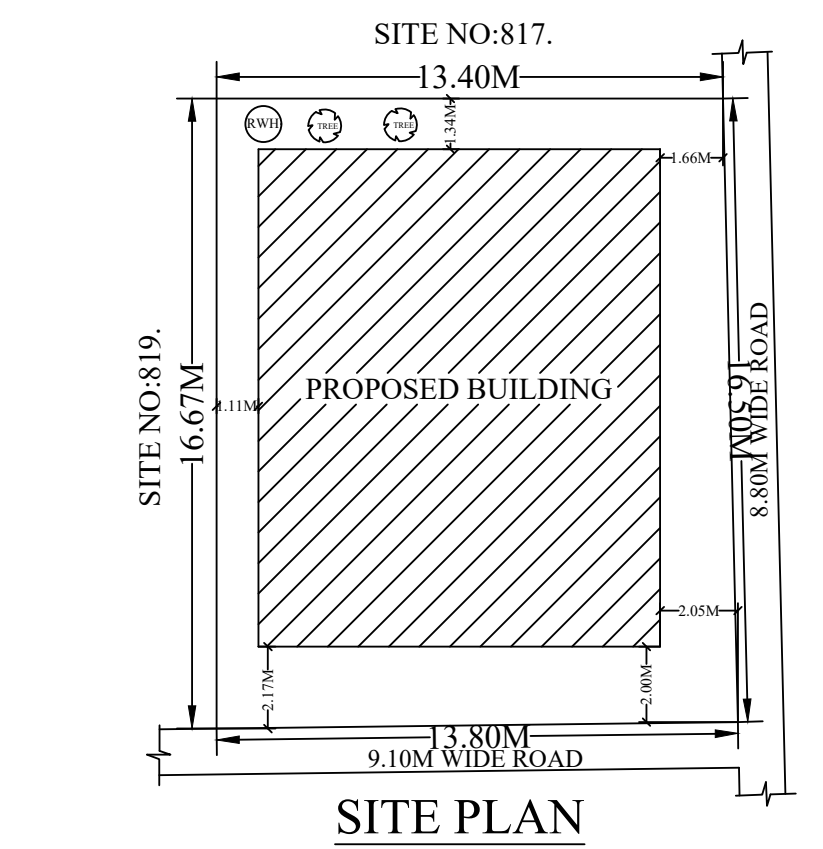 SITE NO:817.
13.40M
RWH
TREE
TREE
1.34M
1.66M
SITE NO:819.
16.67M
1.11M
PROPOSED BUILDING
16.50M
8.80M WIDE ROAD
2.05M
2.17M
2.00M
13.80M
9.10M WIDE ROAD
SITE PLAN